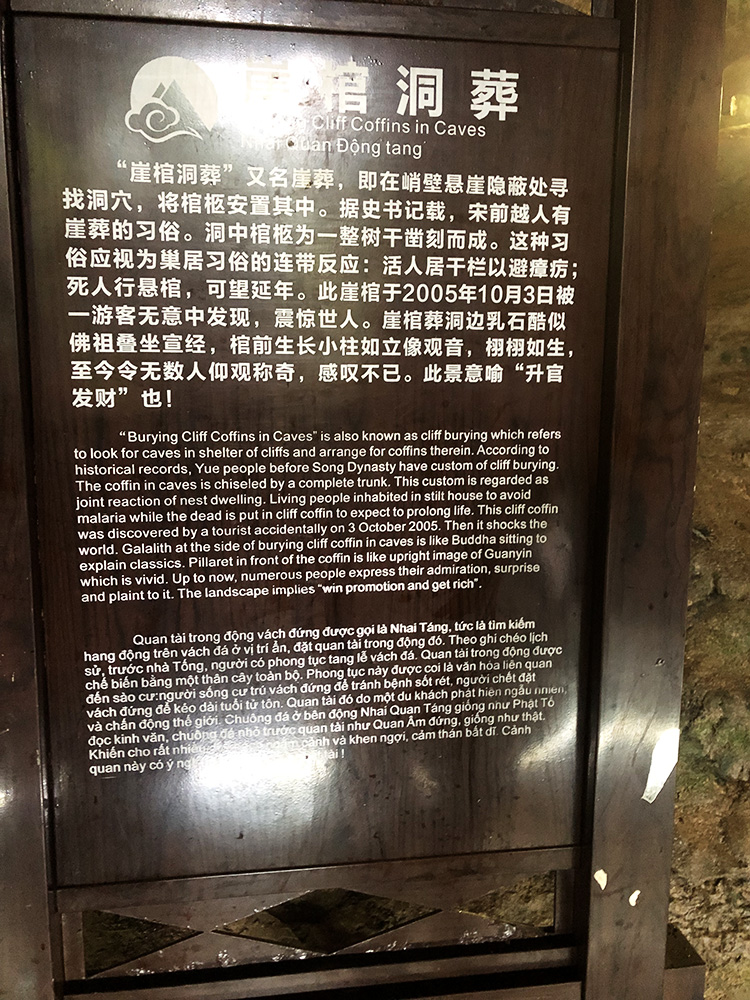 棺洞葬
Cliff Coffins in Caves
Nhai Quan Động tang
“崖棺洞葬”又名崖葬，即在峭壁悬崖隐蔽处寻
找洞穴，将棺柩安置其中。据史书记载，宋前越人有
崖葬的习俗。洞中棺柩为一整树干凿刻而成。这种习
俗应视为巢居习俗的连带反应：活人居干栏以避瘴疠；
死人行悬棺，可望延年。此崖棺于2005年10月3日被
一游客无意中发现，震惊世人。崖棺葬洞边乳石酷似
佛祖叠坐宣经，棺前生长小柱如立像观音，栩栩如生，
至今令无数人仰观称奇，感叹不已。此景意喻“升官
发财”也！
“Burying Cliff Coffins in Caves” is also known as cliff burying which refers
to look for caves in shelter of cliffs and arrange for coffins therein. According to
historical records, Yue people before Song Dynasty have custom of cliff burying.
The coffin in caves is chiseled by a complete trunk. This custom is regarded as
joint reaction of nest dwelling. Living people inhabited in stilt house to avoid
malaria while the dead is put in cliff coffin to expect to prolong life. This cliff coffin
was discovered by a tourist accidentally on 3 October 2005. Then it shocks the
world. Galalith at the side of burying cliff coffin in caves is like Buddha sitting to
explain classics. Pillaret in front of the coffin is like upright image of Guanyin
which is vivid. Up to now, numerous people express their admiration, surprise
and plaint to it. The landscape implies “win promotion and get rich”.
Quan tài trong động vách đứng được gọi là Nhai Táng, tức là tìm kiếm
hang động trên vách đá ở vị trí ẩn, đặt quan tài trong động đó. Theo ghi chéo lịch
sử, trước nhà Tống, người có phong tục tang lễ vách đá. Quan tài trong động được
chế biến bằng một thân cây toàn bộ. Phong tục này được coi là văn hóa liên quan
đến sào cư:người sống cư trú vách đứng để tránh bệnh sốt rét, người chết đặt
vách đứng để kéo dài tuổi tử tôn. Quan tài đó do một du khách phát hiện ngẫu nhiên,
và chấn động thế giới. Chuông đá ở bên động Nhai Quan Táng giống như Phật Tổ
đọc kinh văn, chuông đá nhỏ trước quan tài như Quan Âm đứng, giống như thật.
Khiến cho rất nhiều ngắm cảnh và khen ngợi, cảm thán bất dĩ. Cảnh
quan này có ý tài !